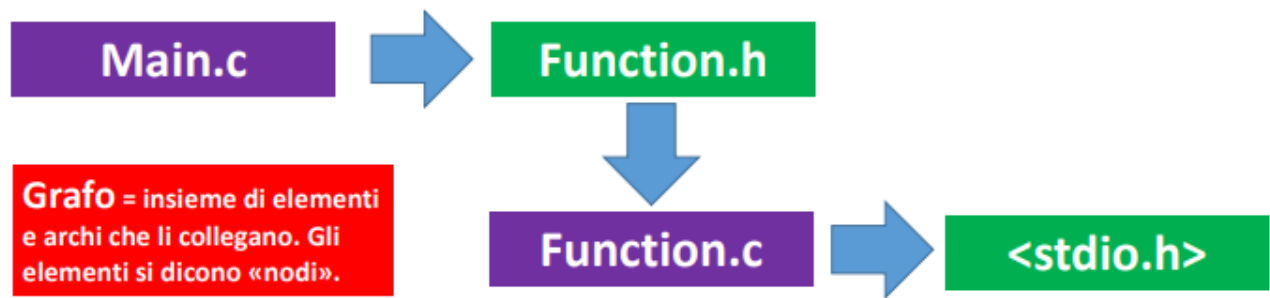 Main.c
Function.h
Grafo = insieme di elementi
e archi che li collegano. Gli
elementi si dicono «nodi».
Function.c
<stdio.h>